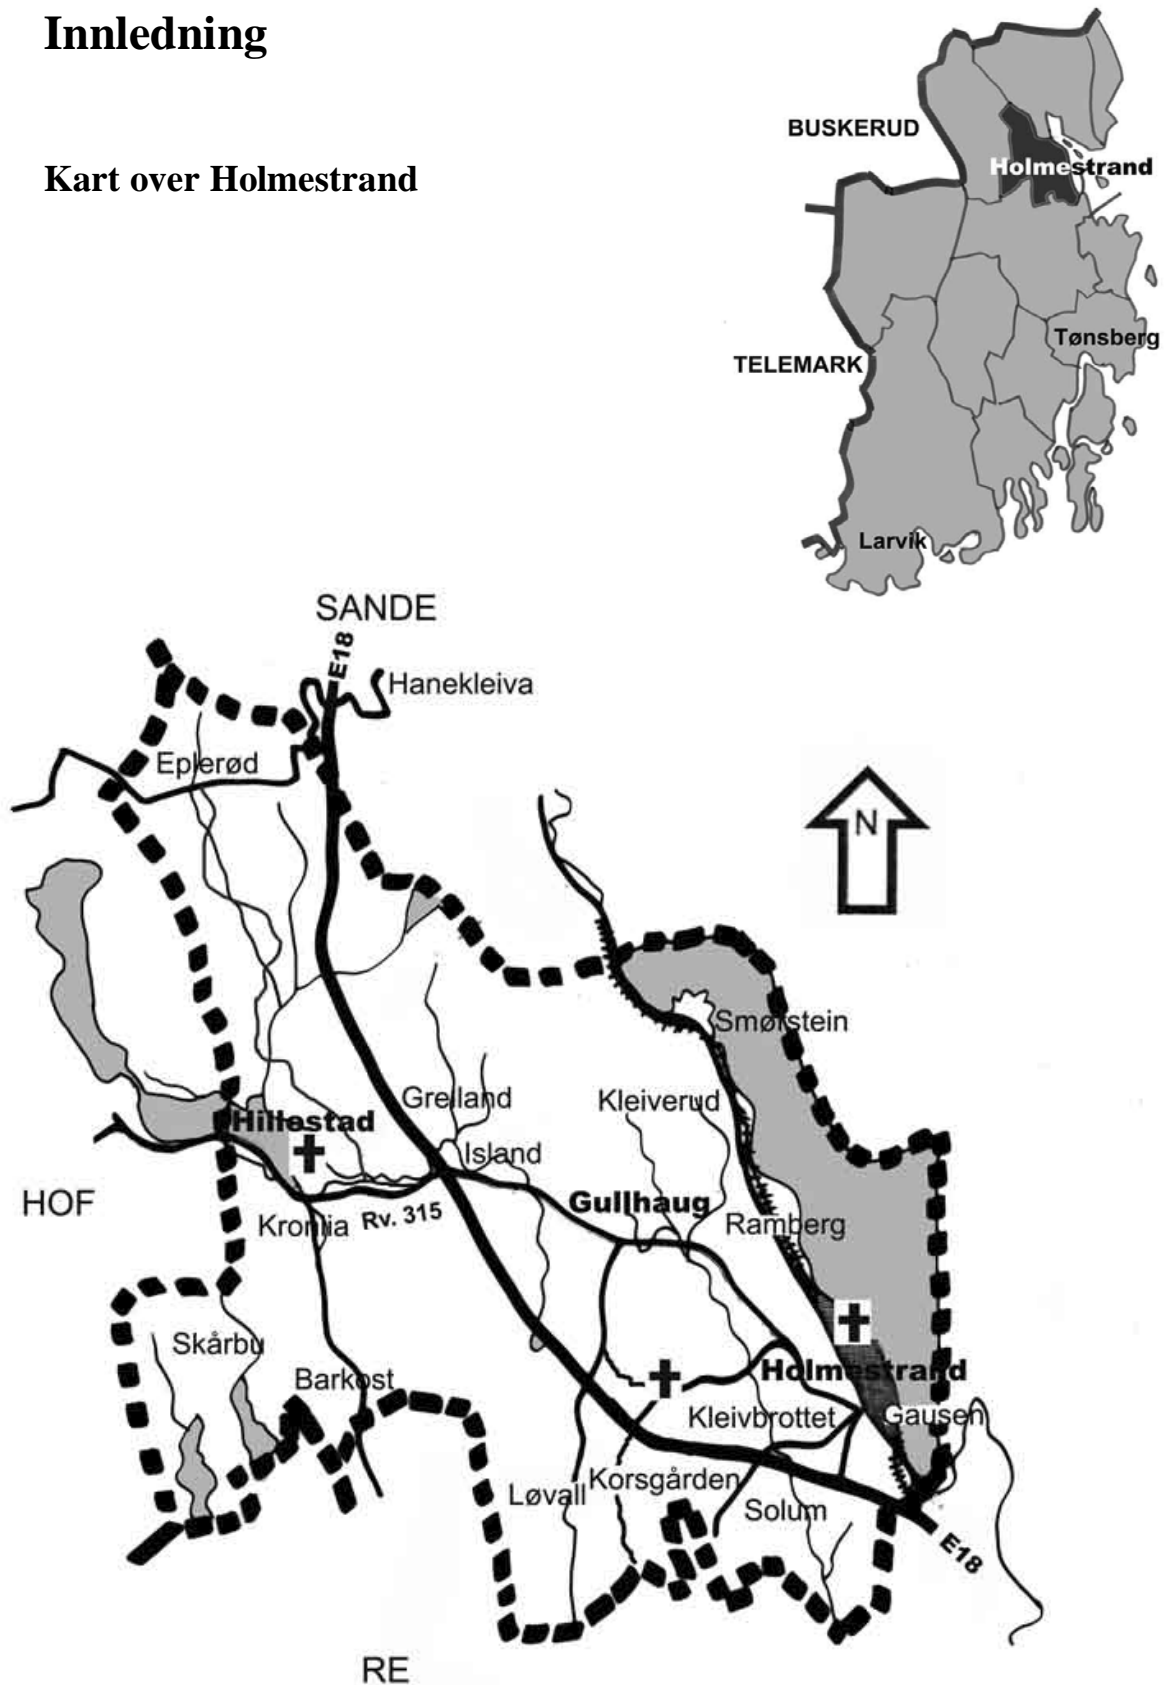 Innledning
BUSKERUD
Kart over Holmestrand
Holmestrand
Tønsberg
TELEMARK
Larvik
SANDE
E18
Hanekleiva
Eplerød
N
Smørstein
Grelland
Kleiverud
Hillestad
Island
HOF
Gullhaug
Kronlia
Rv. 315
Ramberg
Skårbu
Holmestrand
Barkost
Kleivbrottet
Gausen
Korsgården
Løvall
Solum
E18
RE